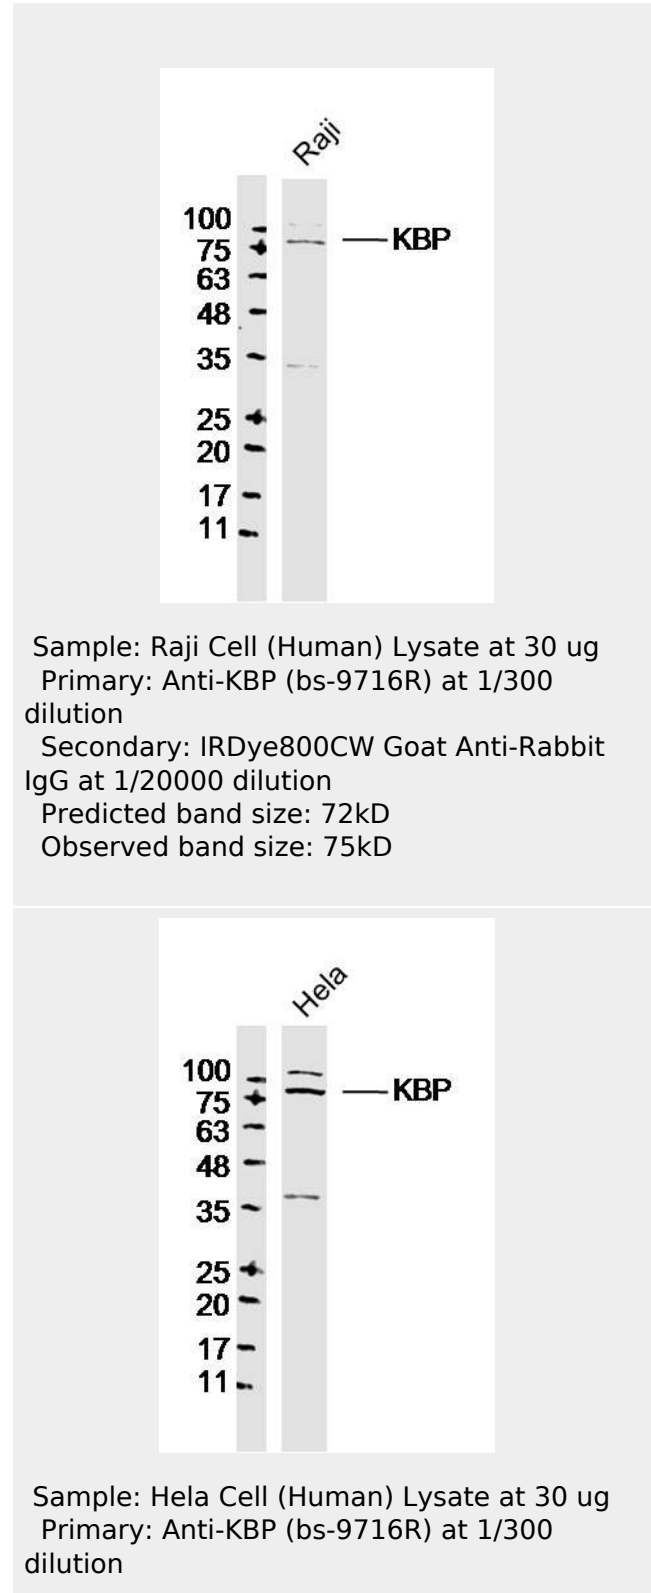 Raji
100
75
63
48
35
25
20
17
11
KBP
Sample: Raji Cell (Human) Lysate at 30 ug
Primary: Anti-KBP (bs-9716R) at 1/300
dilution
Secondary: IRDye800CW Goat Anti-Rabbit
IgG at 1/20000 dilution
Predicted band size: 72kD
Observed band size: 75kD
Hela
100
75
63
48
35
25
20
17
11
KBP
Sample: Hela Cell (Human) Lysate at 30 ug
Primary: Anti-KBP (bs-9716R) at 1/300
dilution